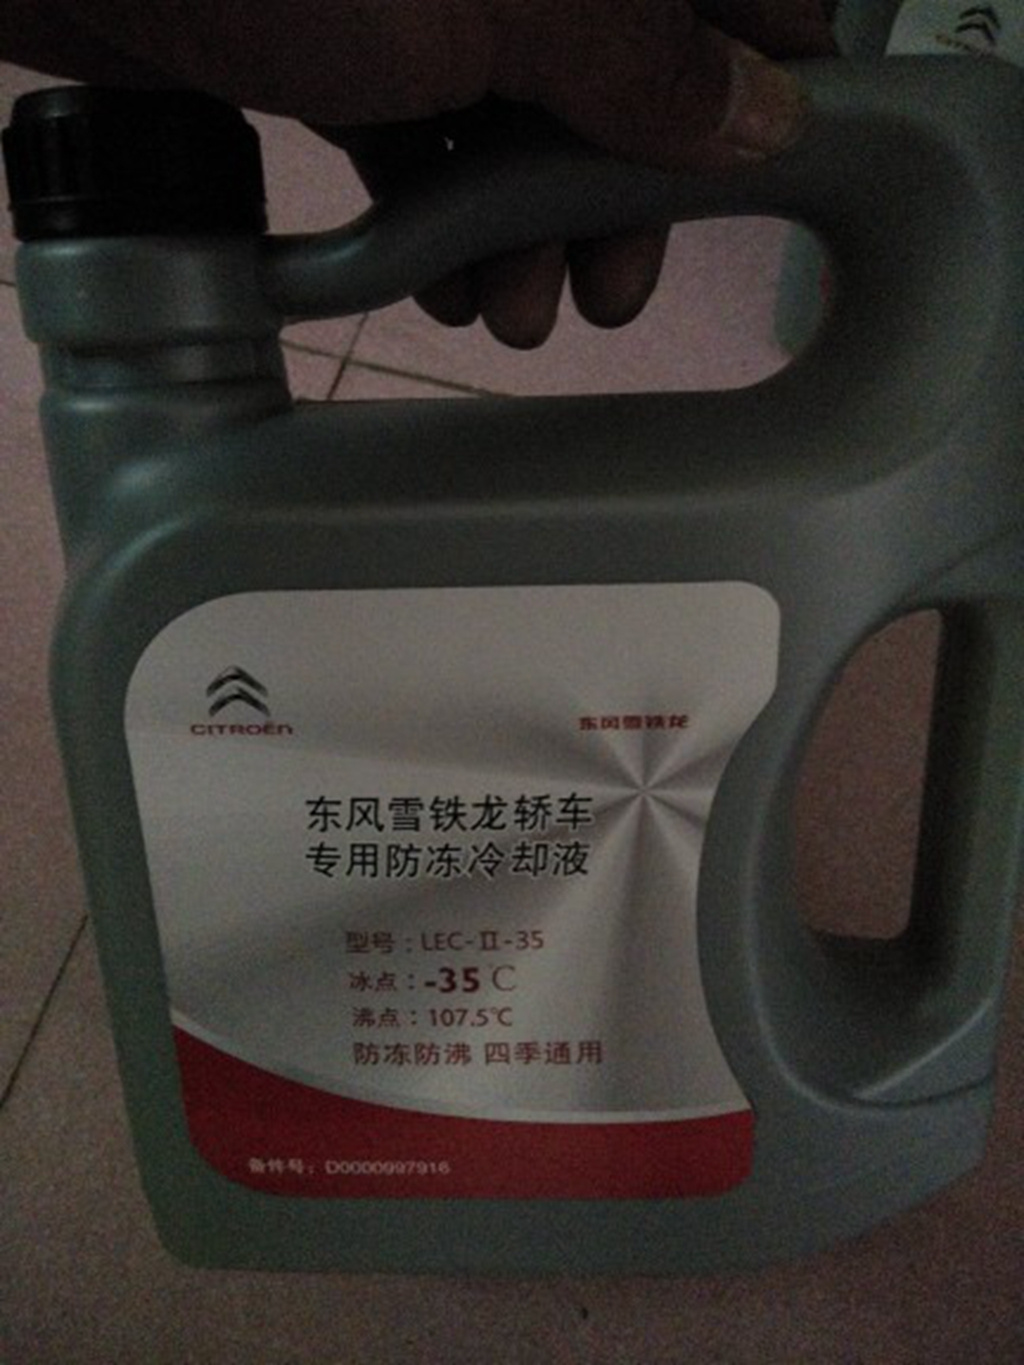 CITROËN
东风雪铁龙
东风雪铁龙轿车
专用防冻冷却液
型号：LEC-Ⅱ-35
冰点：-35℃
沸点：107.5℃
防冻防沸 四季通用
备件号：D0000997916